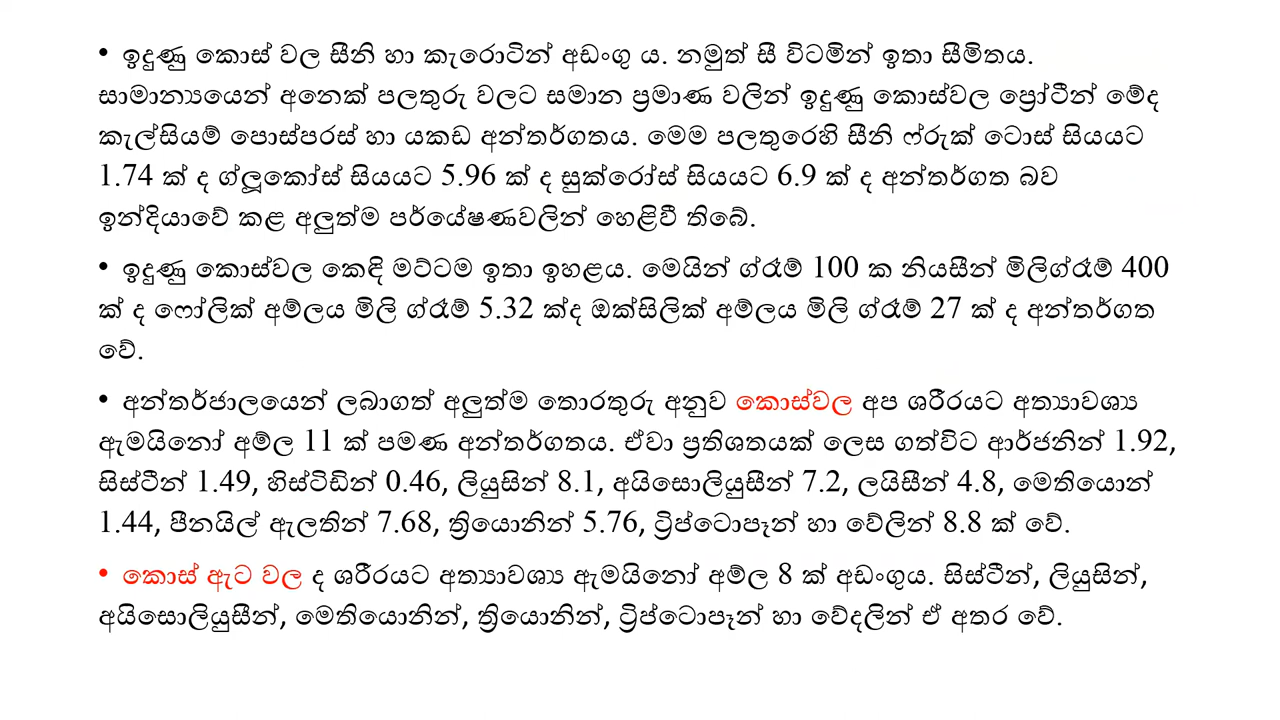 • ඉදුණු කොස් වල සීනි හා කැරොටින් අඩංගු ය. නමුත් සී විටමින් ඉතා සීමිතය.
සාමාන්‍යයෙන් අනෙක් පලතුරු වලට සමාන ප්‍රමාණ වලින් ඉදුණු කොස්වල ප්‍රෝටීන් මේද
කැල්සියම් පොස්පරස් හා යකඩ අන්තර්ගතය. මෙම පලතුරෙහි සීනි ෆ්රුක් ටොස් සියයට
1.74 ක් ද ග්ලූකෝස් සියයට 5.96 ක් ද සුක්රෝස් සියයට 6.9 ක් ද අන්තර්ගත බව
ඉන්දියාවේ කළ අලුත්ම පර්යේෂණවලින් හෙළිවී තිබේ.
• ඉදුණු කොස්වල කෙඳි මට්ටම ඉතා ඉහළය. මෙයින් ග්රෑම් 100 ක නියසීන් මිලිග්රෑම් 400
ක් ද ෆෝලික් අම්ලය මිලි ග්රෑම් 5.32 ක්ද ඔක්සිලික් අම්ලය මිලි ග්රෑම් 27 ක් ද අන්තර්ගත
වේ.
• අන්තර්ජාලයෙන් ලබාගත් අලුත්ම තොරතුරු අනුව කොස්වල අප ශරීරයට අත්‍යාවශ්‍ය
ඇමයිනෝ අම්ල 11 ක් පමණ අන්තර්ගතය. ඒවා ප්‍රතිශතයක් ලෙස ගත්විට ආර්ජනින් 1.92,
සිස්ටීන් 1.49, හිස්ටිඩින් 0.46, ලියුසින් 8.1, අයිසොලියුසීන් 7.2, ලයිසීන් 4.8, මෙතියොන්
1.44, පීනයිල් ඇලතින් 7.68, ත්‍රියොනින් 5.76, ට්‍රිප්ටොපෑන් හා වේලින් 8.8 ක් වේ.
• කොස් ඇට වල ද ශරීරයට අත්‍යාවශ්‍ය ඇමයිනෝ අම්ල 8 ක් අඩංගුය. සිස්ටීන්, ලියුසින්,
අයිසොලියුසීන්, මෙතියොනින්, ත්‍රියොනින්, ට්‍රිප්ටොපෑන් හා වේදලින් ඒ අතර වේ.